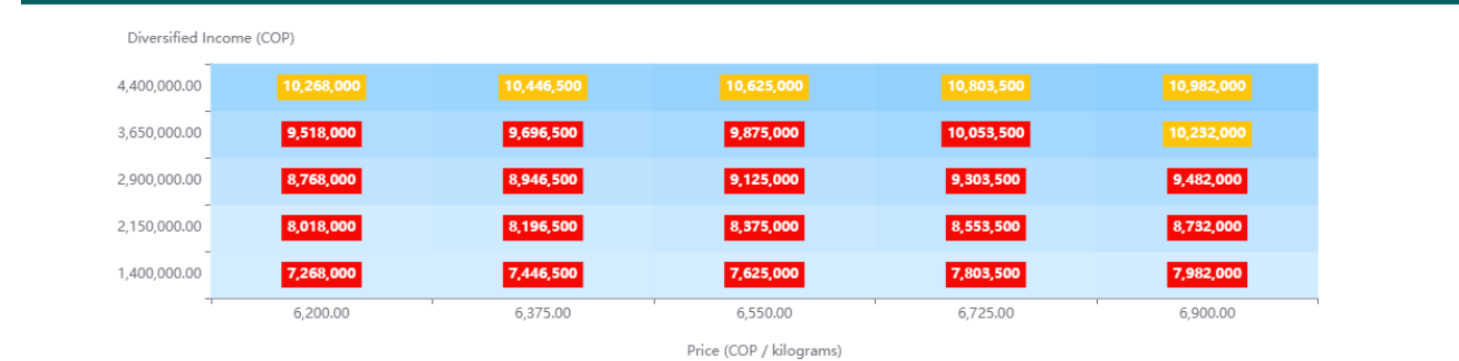 Diversified Income (COP)
4,400,000.00 10,268,000 10,446,500 10,625,000 10,803,500 10,982,000
3,650,000.00 9,518,000 9,696,500 9,875,000 10,053,500 10,232,000
2,900,000.00 8,768,000 8,946,500 9,125,000 9,303,500 9,482,000
2,150,000.00 8,018,000 8,196,500 8,375,000 8,553,500 8,732,000
1,400,000.00 7,268,000 7,446,500 7,625,000 7,803,500 7,982,000
6,200.00 6,375.00 6,550.00 6,725.00 6,900.00
Price (COP / kilograms)